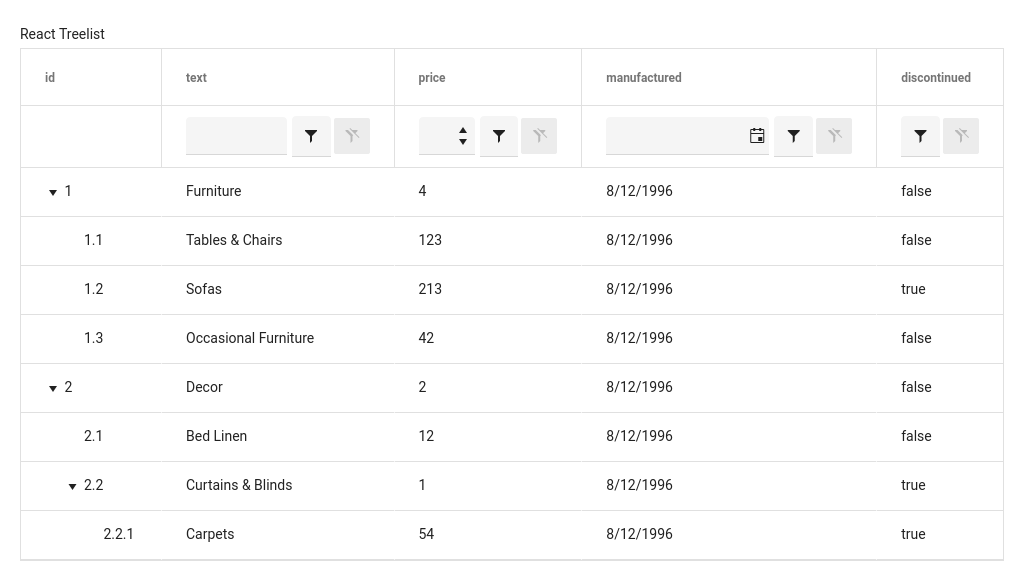 React Treelist
id text price manufactured discontinued
1 Furniture 4 8/12/1996 false
1.1 Tables & Chairs 123 8/12/1996 false
1.2 Sofas 213 8/12/1996 true
1.3 Occasional Furniture 42 8/12/1996 false
2 Decor 2 8/12/1996 false
2.1 Bed Linen 12 8/12/1996 false
2.2 Curtains & Blinds 1 8/12/1996 true
2.2.1 Carpets 54 8/12/1996 true